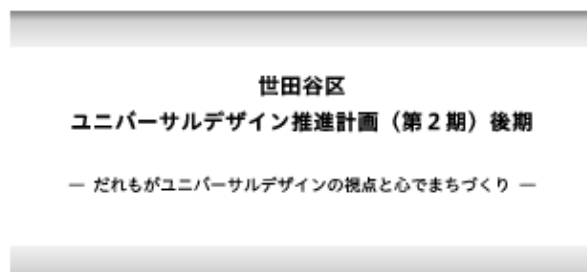 世田谷区
ユニバーサルデザイン推進計画（第２期）後期
― だれもがユニバーサルデザインの視点と心でまちづくり ―